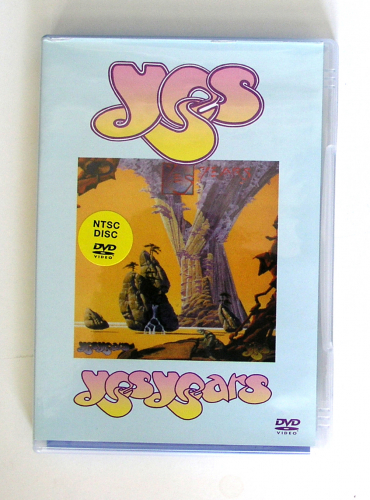 yes
NTSC
DISC
DVD
VIDEO
yesyears
DVD
VIDEO